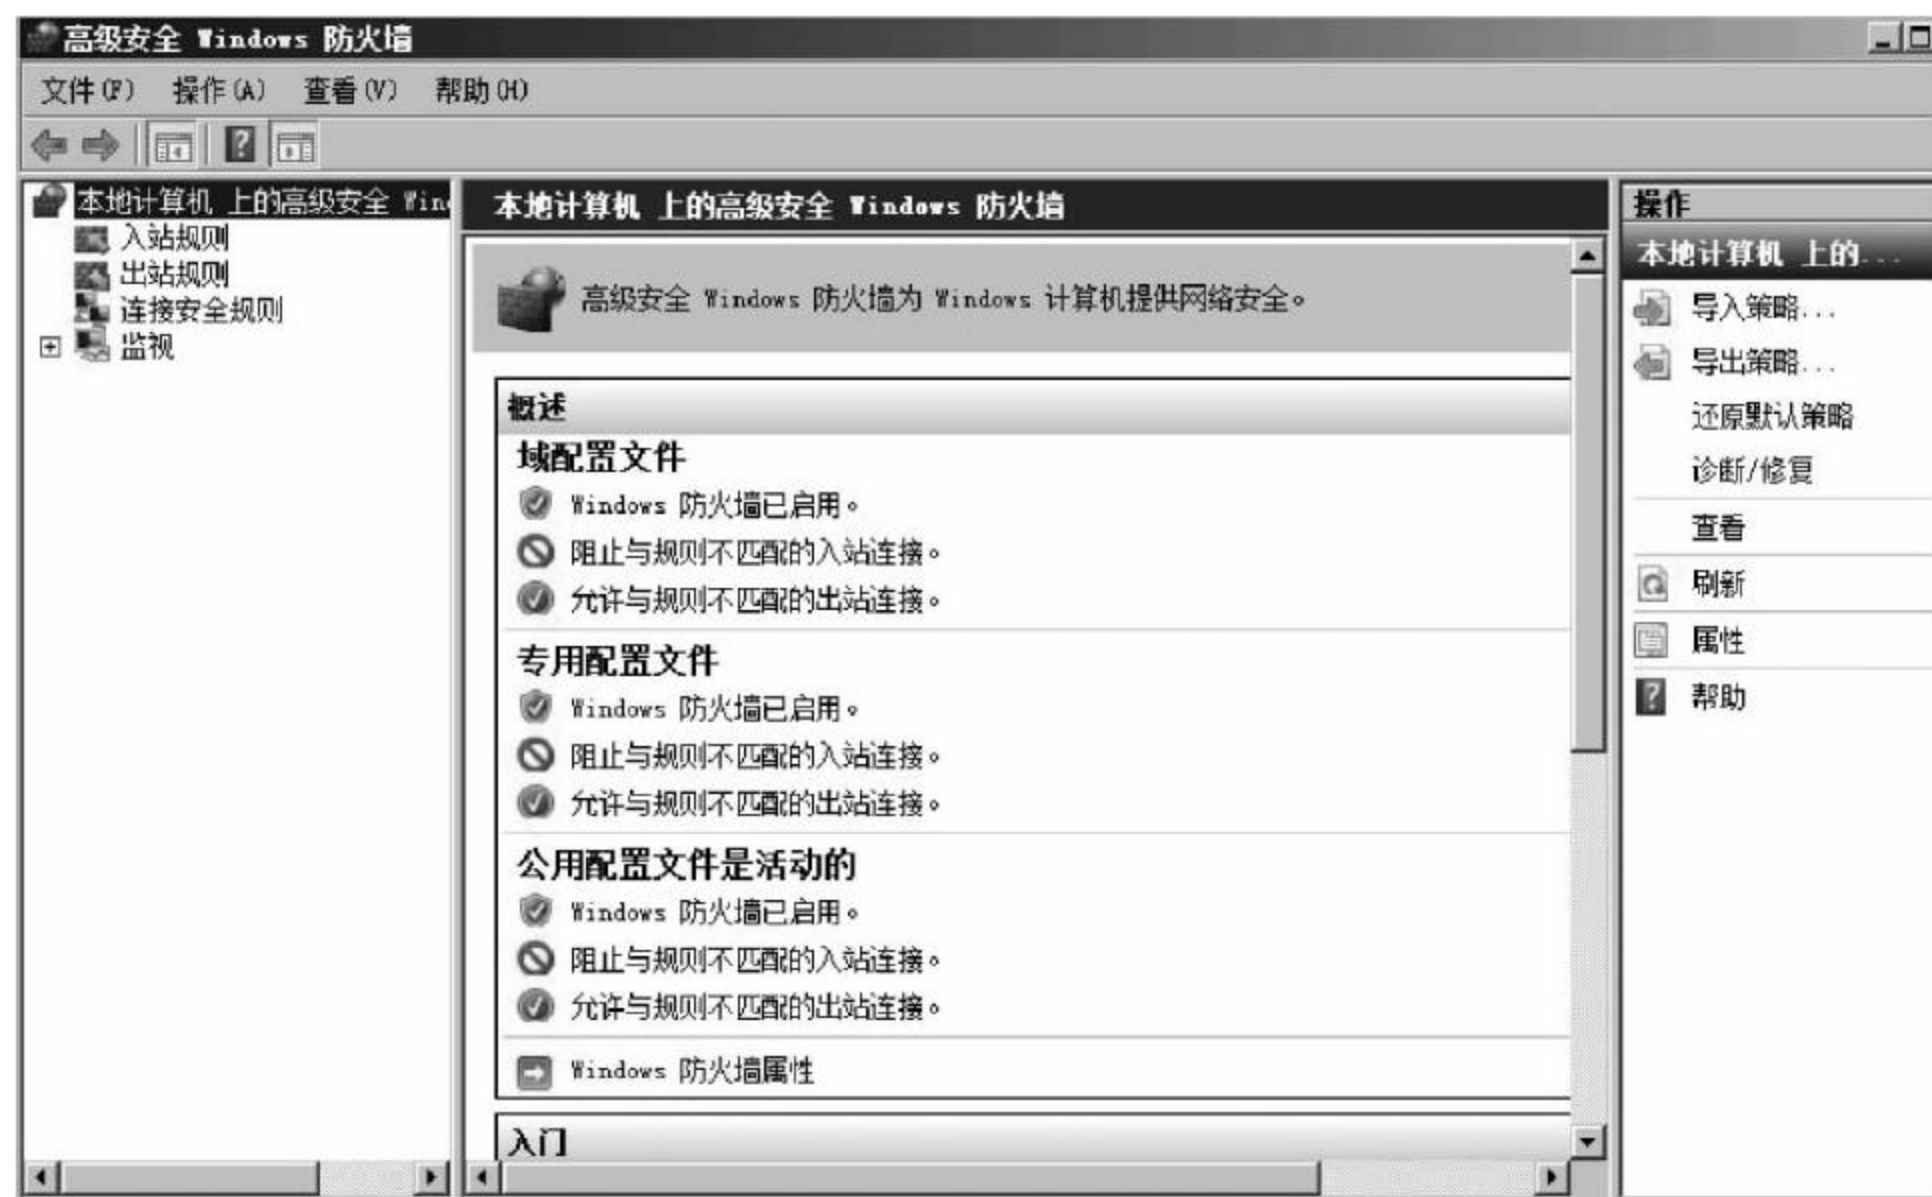 高级安全 Windows 防火墙
文件(F) 操作(A) 查看(V) 帮助(H)
本地计算机 上的高级安全 Win
入站规则
出站规则
连接安全规则
监视
本地计算机 上的高级安全 Windows 防火墙
高级安全 Windows 防火墙为 Windows 计算机提供网络安全。
概述
域配置文件
Windows 防火墙已启用。
阻止与规则不匹配的入站连接。
允许与规则不匹配的出站连接。
专用配置文件
Windows 防火墙已启用。
阻止与规则不匹配的入站连接。
允许与规则不匹配的出站连接。
公用配置文件是活动的
Windows 防火墙已启用。
阻止与规则不匹配的入站连接。
允许与规则不匹配的出站连接。
Windows 防火墙属性
入门
操作
本地计算机 上的...
导入策略...
导出策略...
还原默认策略
诊断/修复
查看
刷新
属性
帮助